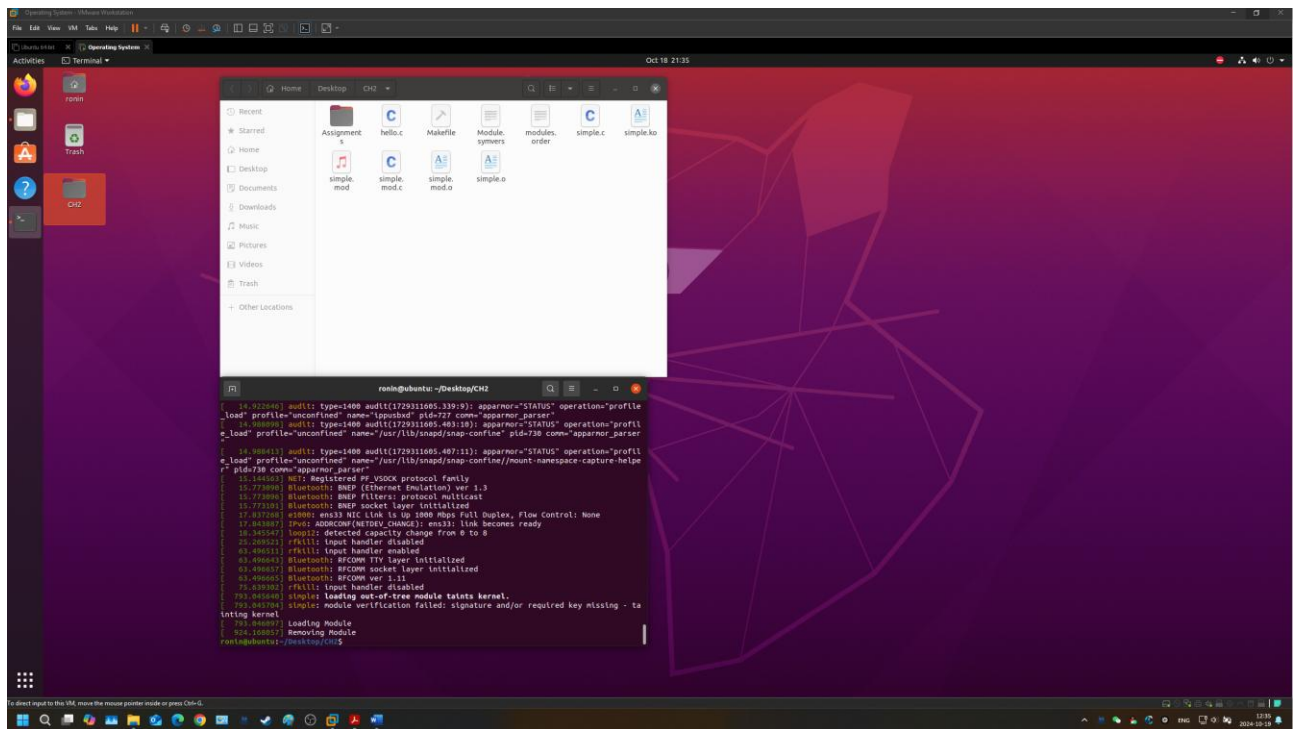 Operating System - VMware Workstation
File Edit View VM Tabs Help
Ubuntu 64-bit Operating System
Activities Terminal Oct 18 21:35
ronin
Trash
CH2
Home Desktop CH2
Recent
Starred
Home
Desktop
Documents
Downloads
Music
Pictures
Videos
Trash
+ Other Locations
Assignment
s
hello.c
Makefile
Module.
symvers
modules.
order
simple.c
simple.ko
simple.
mod
simple.
mod.c
simple.
mod.o
simple.o
ronin@ubuntu: ~/Desktop/CH2
[ 14.922646] audit: type=1400 audit(1729311605.339:9): apparmor="STATUS" operation="profile
_load" profile="unconfined" name="ippusbxd" pid=727 comm="apparmor_parser"
[ 14.988098] audit: type=1400 audit(1729311605.403:10): apparmor="STATUS" operation="profil
e_load" profile="unconfined" name="/usr/lib/snapd/snap-confine" pid=730 comm="apparmor_parser
"
[ 14.988413] audit: type=1400 audit(1729311605.407:11): apparmor="STATUS" operation="profil
e_load" profile="unconfined" name="/usr/lib/snapd/snap-confine//mount-namespace-capture-helpe
r" pid=730 comm="apparmor_parser"
[ 15.144563] NET: Registered PF_VSOCK protocol family
[ 15.773090] Bluetooth: BNEP (Ethernet Emulation) ver 1.3
[ 15.773096] Bluetooth: BNEP filters: protocol multicast
[ 15.773101] Bluetooth: BNEP socket layer initialized
[ 17.837268] e1000: ens33 NIC Link is Up 1000 Mbps Full Duplex, Flow Control: None
[ 17.843087] IPv6: ADDRCONF(NETDEV_CHANGE): ens33: link becomes ready
[ 18.345547] loop12: detected capacity change from 0 to 8
[ 25.269521] rfkill: input handler disabled
[ 63.496511] rfkill: input handler enabled
[ 63.496643] Bluetooth: RFCOMM TTY layer initialized
[ 63.496657] Bluetooth: RFCOMM socket layer initialized
[ 63.496665] Bluetooth: RFCOMM ver 1.11
[ 75.639302] rfkill: input handler disabled
[ 793.045640] simple: loading out-of-tree module taints kernel.
[ 793.045704] simple: module verification failed: signature and/or required key missing - ta
inting kernel
[ 793.046097] Loading Module
[ 924.168057] Removing Module
ronin@ubuntu:~/Desktop/CH2$
To direct input to this VM, move the mouse pointer inside or press Ctrl+G.
ENG 12:35
2024-10-19